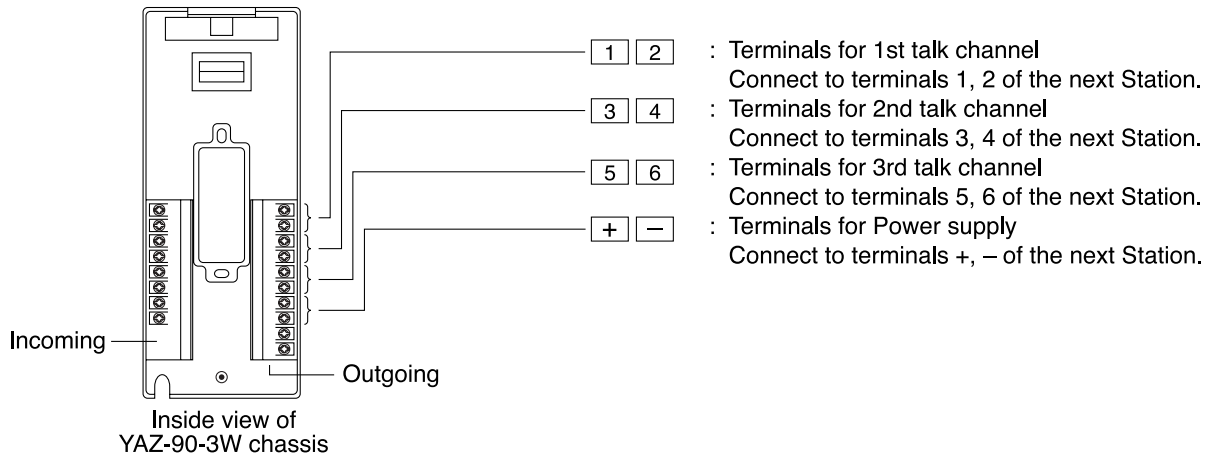 1 2 : Terminals for 1st talk channel
Connect to terminals 1, 2 of the next Station.
3 4 : Terminals for 2nd talk channel
Connect to terminals 3, 4 of the next Station.
5 6 : Terminals for 3rd talk channel
Connect to terminals 5, 6 of the next Station.
+ − : Terminals for Power supply
Connect to terminals +, – of the next Station.
Incoming
Outgoing
Inside view of
YAZ-90-3W chassis